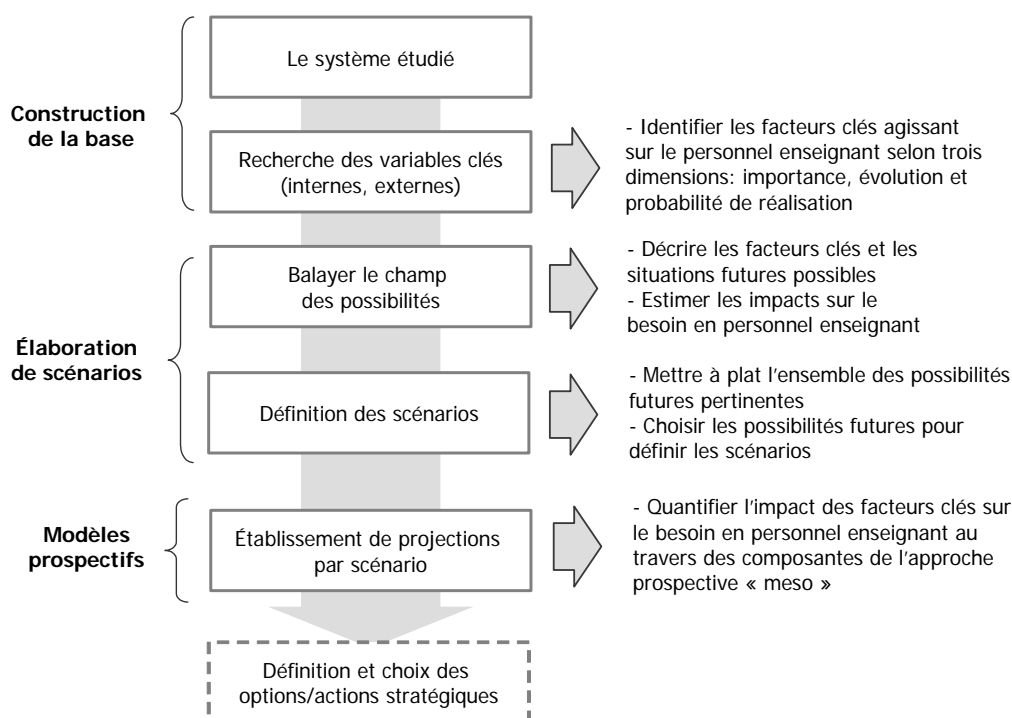 Le système étudié
Construction
de la base
Recherche des variables clés
(internes, externes)
- Identifier les facteurs clés agissant
sur le personnel enseignant selon trois
dimensions: importance, évolution et
probabilité de réalisation
Élaboration
de scénarios
Balayer le champ
des possibilités
- Décrire les facteurs clés et les
situations futures possibles
- Estimer les impacts sur le
besoin en personnel enseignant
Définition des scénarios
- Mettre à plat l'ensemble des possibilités
futures pertinentes
- Choisir les possibilités futures pour
définir les scénarios
Modèles
prospectifs
Établissement de projections
par scénario
- Quantifier l'impact des facteurs clés sur
le besoin en personnel enseignant au
travers des composantes de l'approche
prospective « meso »
Définition et choix des
options/actions stratégiques